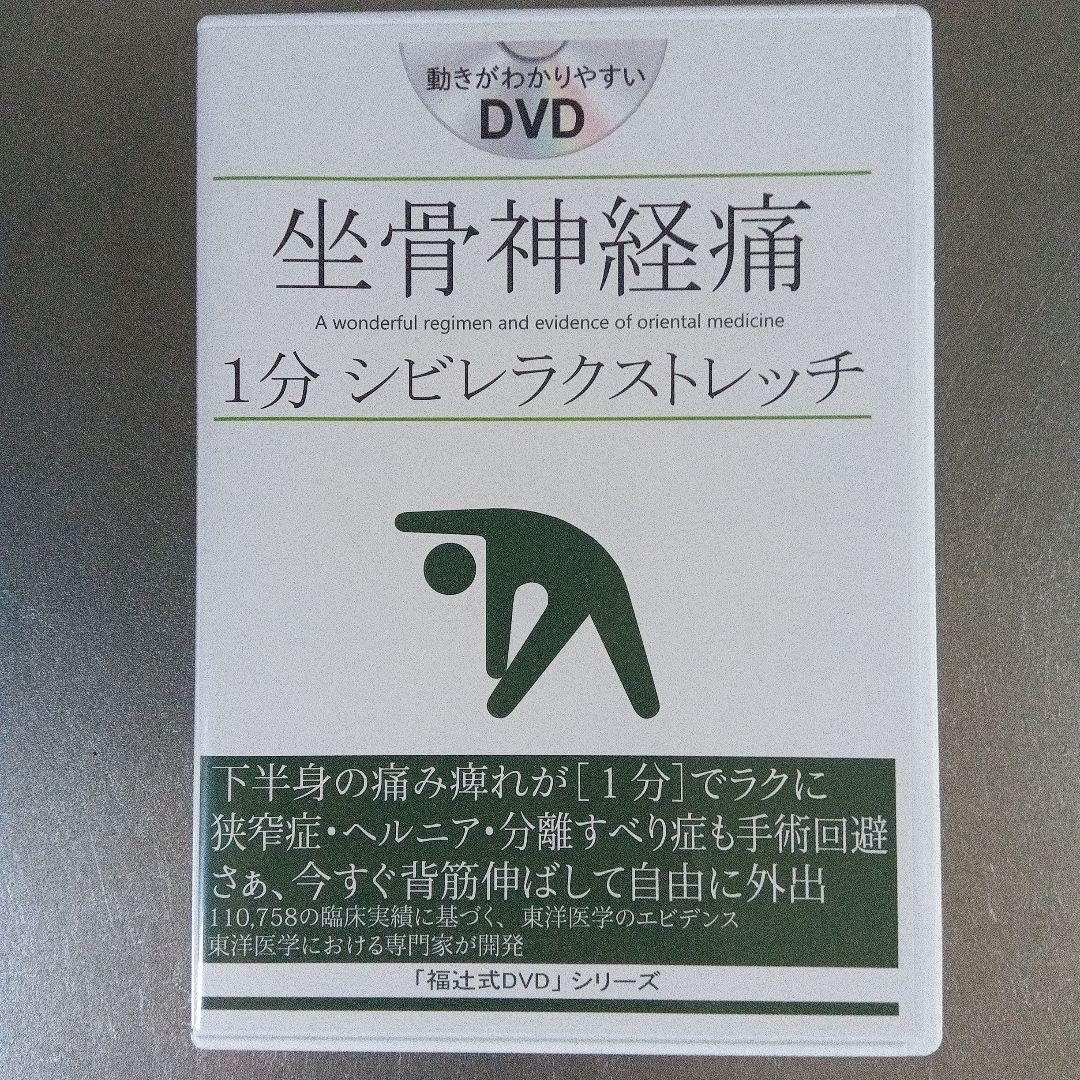 動きがわかりやすい
DVD
坐骨神経痛
A wonderful regimen and evidence of oriental medicine
1分 シビレラクストレッチ
下半身の痛み痺れが[1分]でラクに
狭窄症・ヘルニア・分離すべり症も手術回避
さぁ、今すぐ背筋伸ばして自由に外出
110,758の臨床実績に基づく、東洋医学のエビデンス
東洋医学における専門家が開発
「福辻式DVD」シリーズ